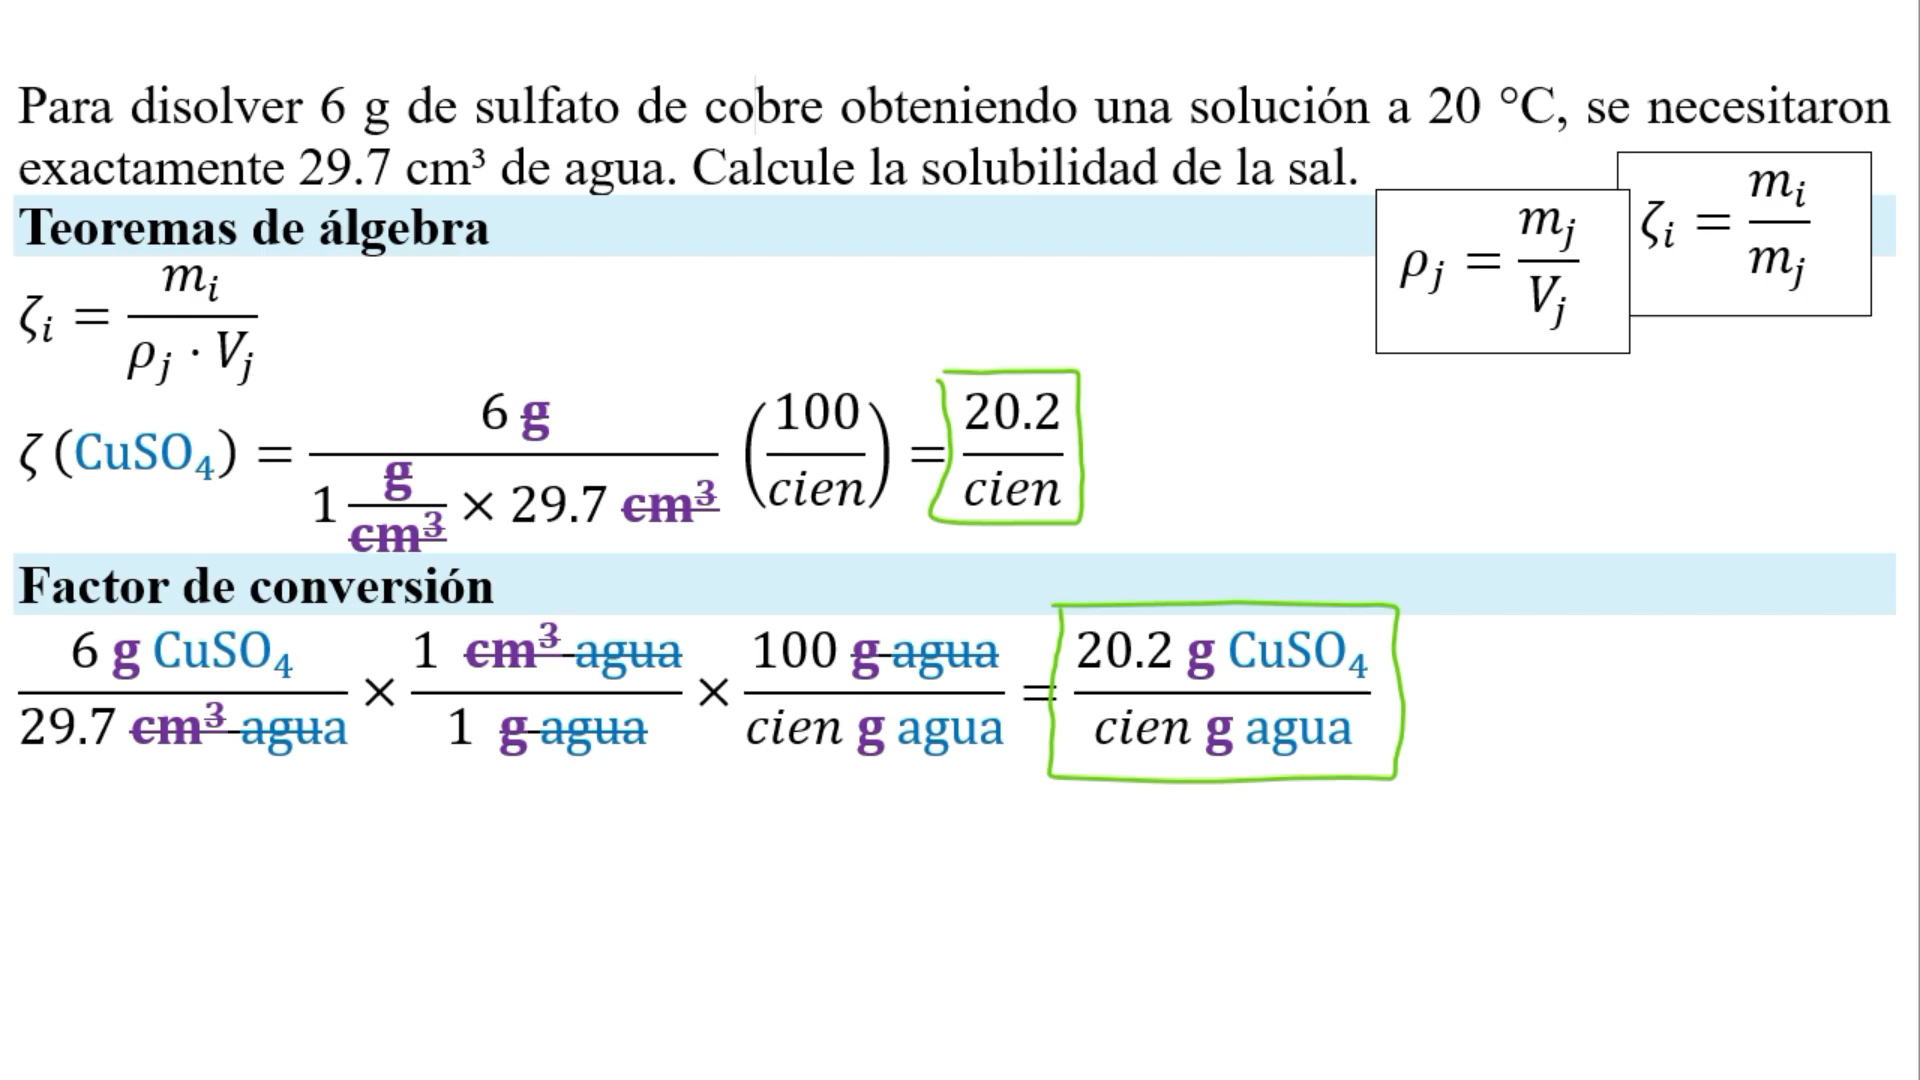 Para disolver 6 g de sulfato de cobre obteniendo una solución a 20 °C, se necesitaron
exactamente 29.7 cm³ de agua. Calcule la solubilidad de la sal.
Teoremas de álgebra
ρⱼ = mⱼ / Vⱼ
ζᵢ = mᵢ / mⱼ
ζᵢ = mᵢ / (ρⱼ · Vⱼ)
ζ (CuSO₄) = 6 g / (1 g/cm³ × 29.7 cm³) (100/cien) = 20.2/cien
Factor de conversión
6 g CuSO₄ / 29.7 cm³ agua × 1 cm³ agua / 1 g agua × 100 g agua / cien g agua = 20.2 g CuSO₄ / cien g agua